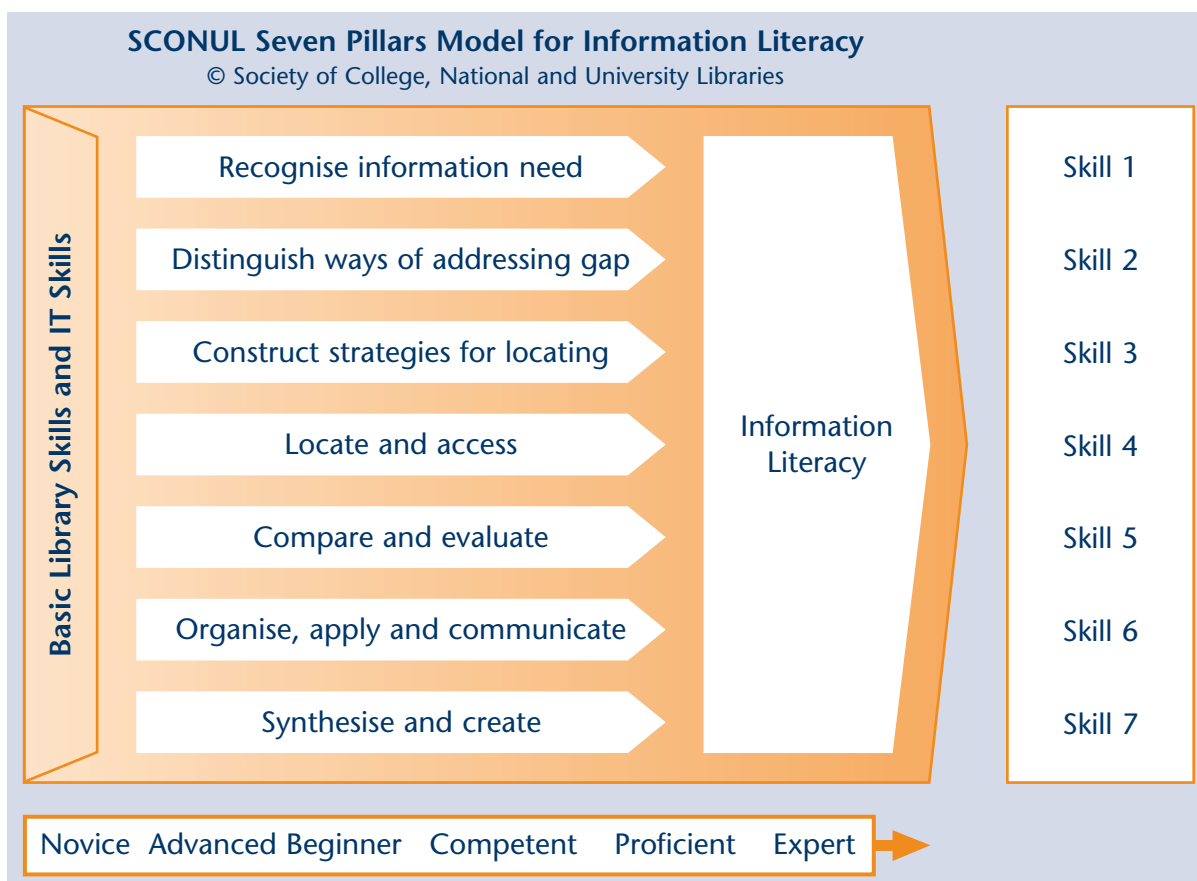 SCONUL Seven Pillars Model for Information Literacy
© Society of College, National and University Libraries
Basic Library Skills and IT Skills
Recognise information need
Distinguish ways of addressing gap
Construct strategies for locating
Locate and access
Compare and evaluate
Organise, apply and communicate
Synthesise and create
Information
Literacy
Skill 1
Skill 2
Skill 3
Skill 4
Skill 5
Skill 6
Skill 7
Novice Advanced Beginner Competent Proficient Expert